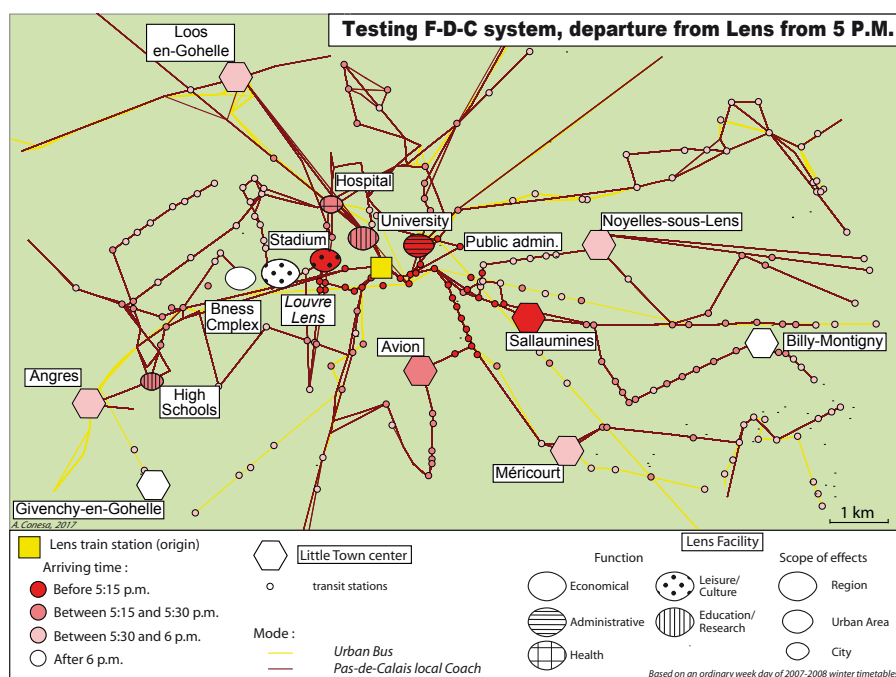 Testing F-D-C system, departure from Lens from 5 P.M.
Loos
en-Gohelle
Hospital
University
Public admin.
Noyelles-sous-Lens
Stadium
Louvre
Lens
Bness
Cmplex
Avion
Sallaumines
Billy-Montigny
Angres
High
Schools
Méricourt
Givenchy-en-Gohelle
A. Conesa, 2017
1 km
Lens train station (origin)
Arriving time :
Before 5:15 p.m.
Between 5:15 and 5:30 p.m.
Between 5:30 and 6 p.m.
After 6 p.m.
Little Town center
transit stations
Mode :
Urban Bus
Pas-de-Calais local Coach
Lens Facility
Function
Scope of effects
Economical
Leisure/
Culture
Region
Administrative
Education/
Research
Urban Area
Health
City
Based on an ordinary week day of 2007-2008 winter timetables